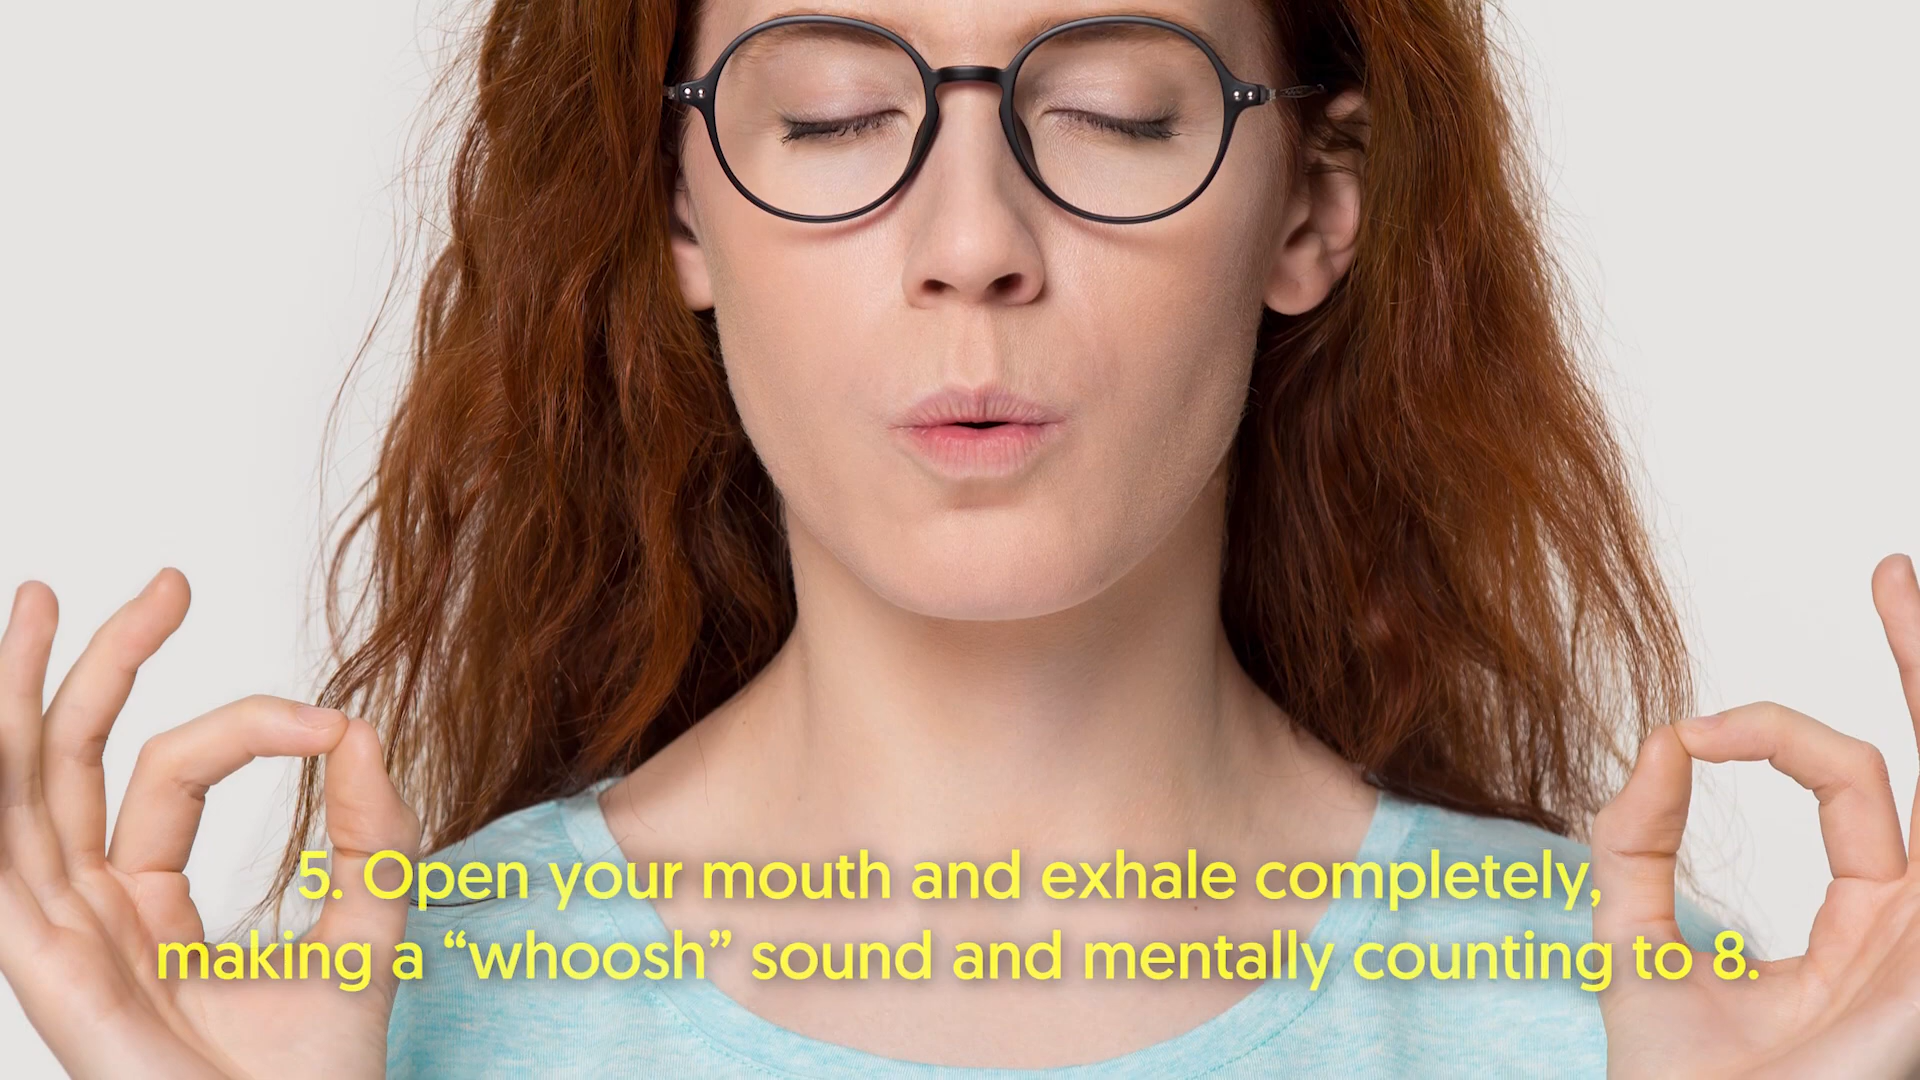 5. Open your mouth and exhale completely,
making a “whoosh” sound and mentally counting to 8.